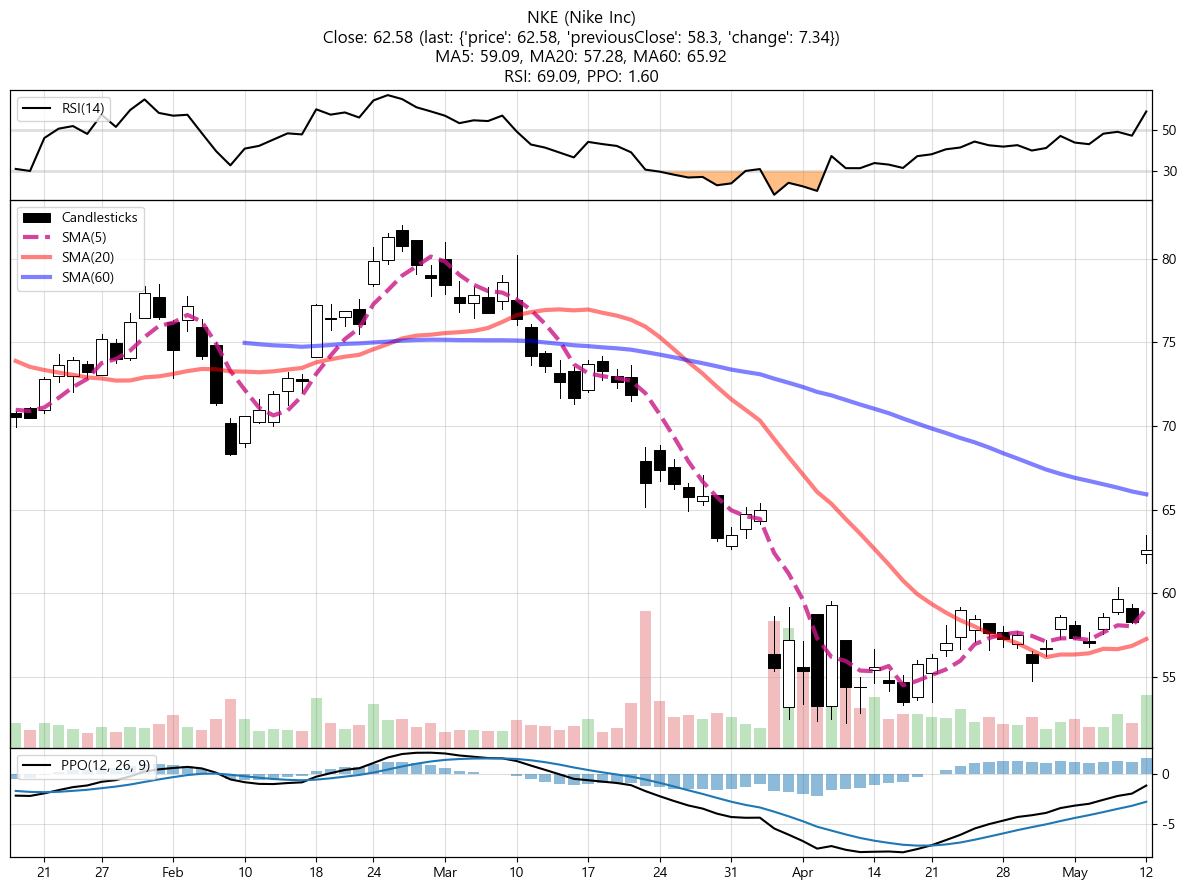 NKE (Nike Inc)
Close: 62.58 (last: {'price': 62.58, 'previousClose': 58.3, 'change': 7.34})
MA5: 59.09, MA20: 57.28, MA60: 65.92
RSI: 69.09, PPO: 1.60
RSI(14)
50
30
Candlesticks
SMA(5)
SMA(20)
SMA(60)
80
75
70
65
60
55
PPO(12, 26, 9)
0
-5
21 27 Feb 10 18 24 Mar 10 17 24 31 Apr 14 21 28 May 12